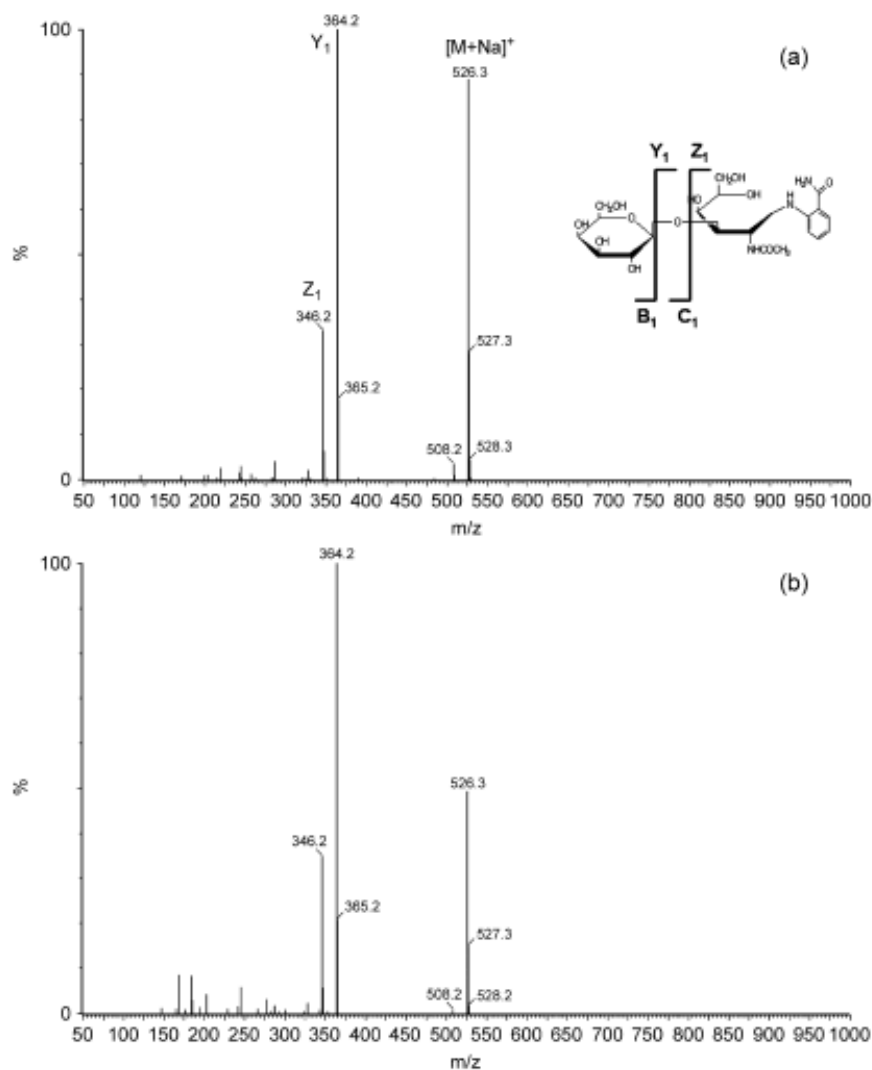 100
364.2
Y₁
[M+Na]⁺
526.3
(a)
Y₁ Z₁
CH₂OH
HO
OH
H₂N
O
H
N
CH₂OH
O
OH
OH
OH
O
NHCOCH₃
B₁ C₁
%
Z₁
346.2
365.2
527.3
508.2
528.3
0
50 100 150 200 250 300 350 400 450 500 550 600 650 700 750 800 850 900 950 1000
m/z
100
364.2
(b)
526.3
%
346.2
365.2
527.3
508.2
528.2
0
50 100 150 200 250 300 350 400 450 500 550 600 650 700 750 800 850 900 950 1000
m/z